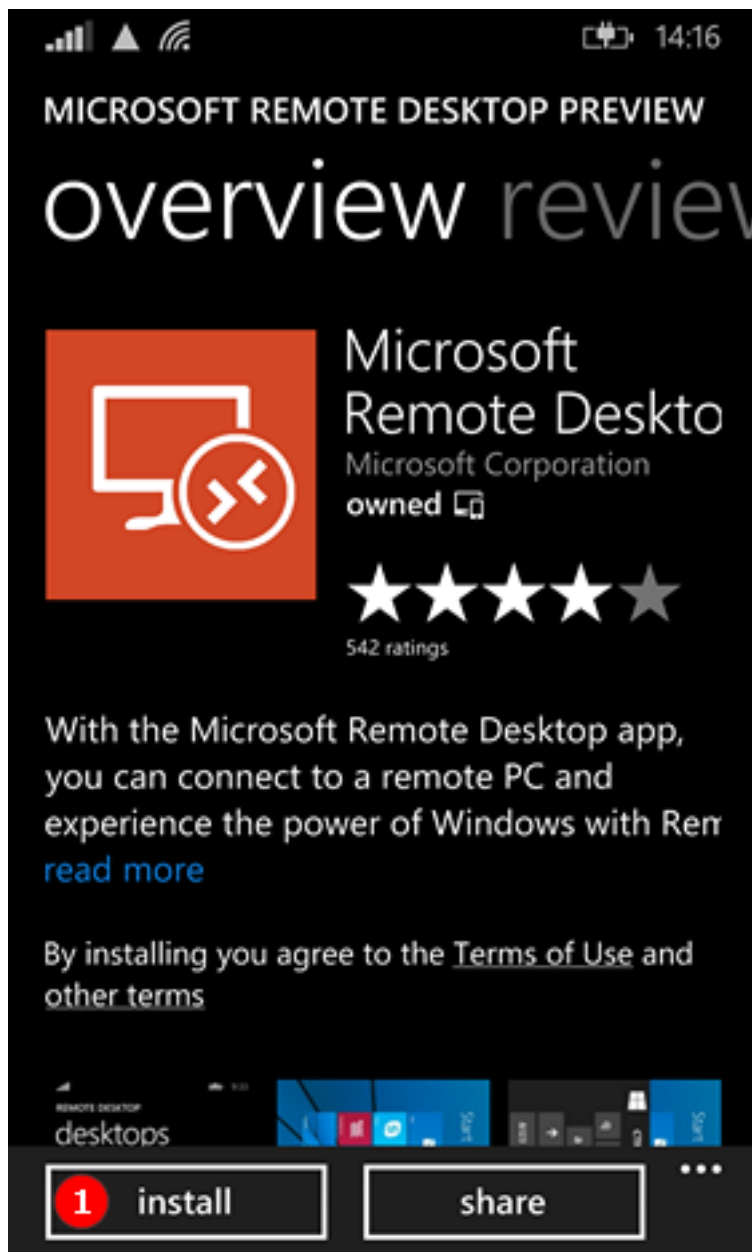 14:16
MICROSOFT REMOTE DESKTOP PREVIEW
overview review
Microsoft
Remote Deskto
Microsoft Corporation
owned
542 ratings
With the Microsoft Remote Desktop app,
you can connect to a remote PC and
experience the power of Windows with Rem
read more
By installing you agree to the Terms of Use and
other terms
REMOTE DESKTOP
desktops
Start
Start
1 install
share